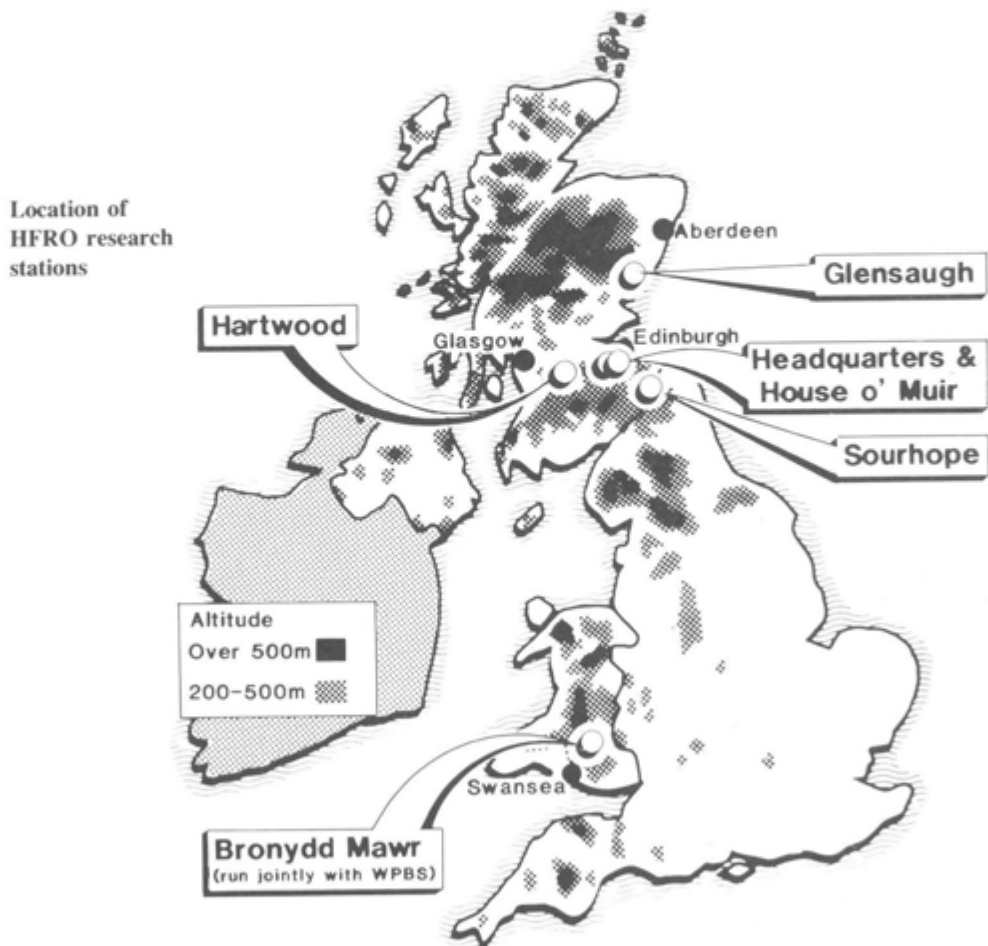 Location of
HFRO research
stations
Aberdeen
Glensaugh
Hartwood
Glasgow
Edinburgh
Headquarters &
House o' Muir
Sourhope
Altitude
Over 500m
200-500m
Swansea
Bronydd Mawr
(run jointly with WPBS)